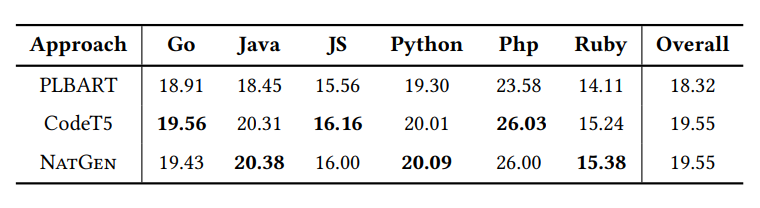 Approach Go Java JS Python Php Ruby Overall
PLBART 18.91 18.45 15.56 19.30 23.58 14.11 18.32
CodeT5 19.56 20.31 16.16 20.01 26.03 15.24 19.55
NatGen 19.43 20.38 16.00 20.09 26.00 15.38 19.55